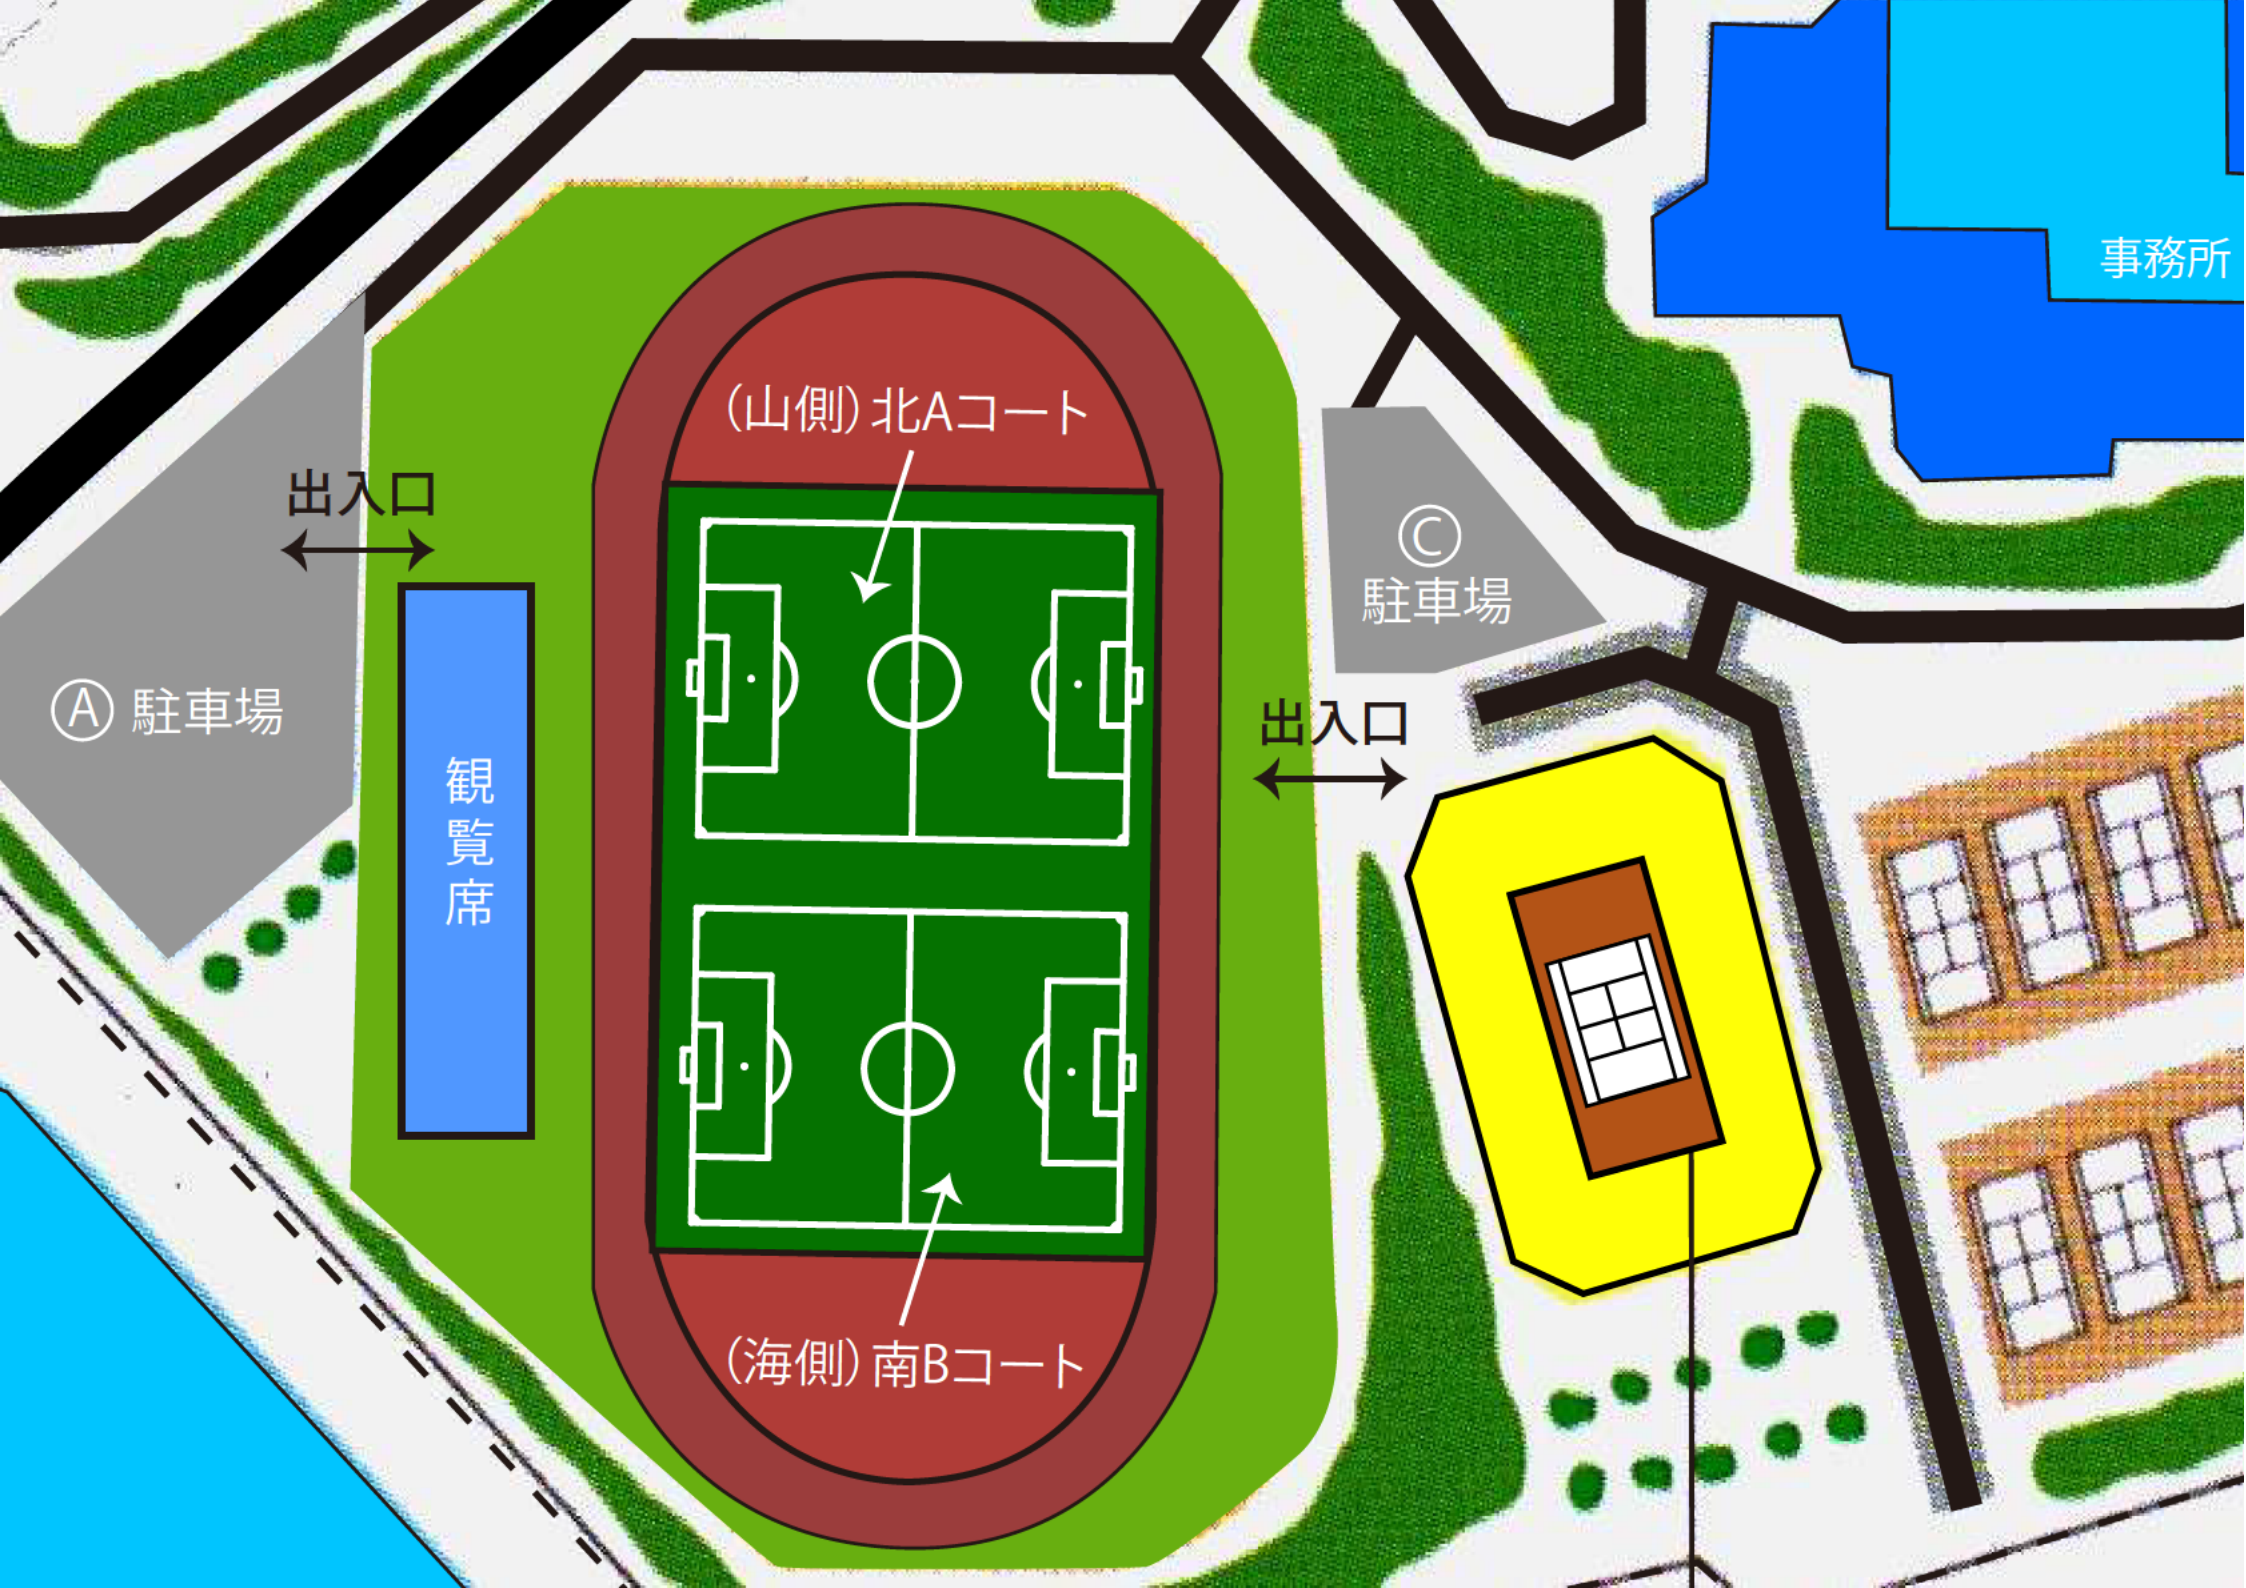 事務所
（山側）北Aコート
出入口
Ⓒ
駐車場
Ⓐ 駐車場
出入口
観覧席
（海側）南Bコート